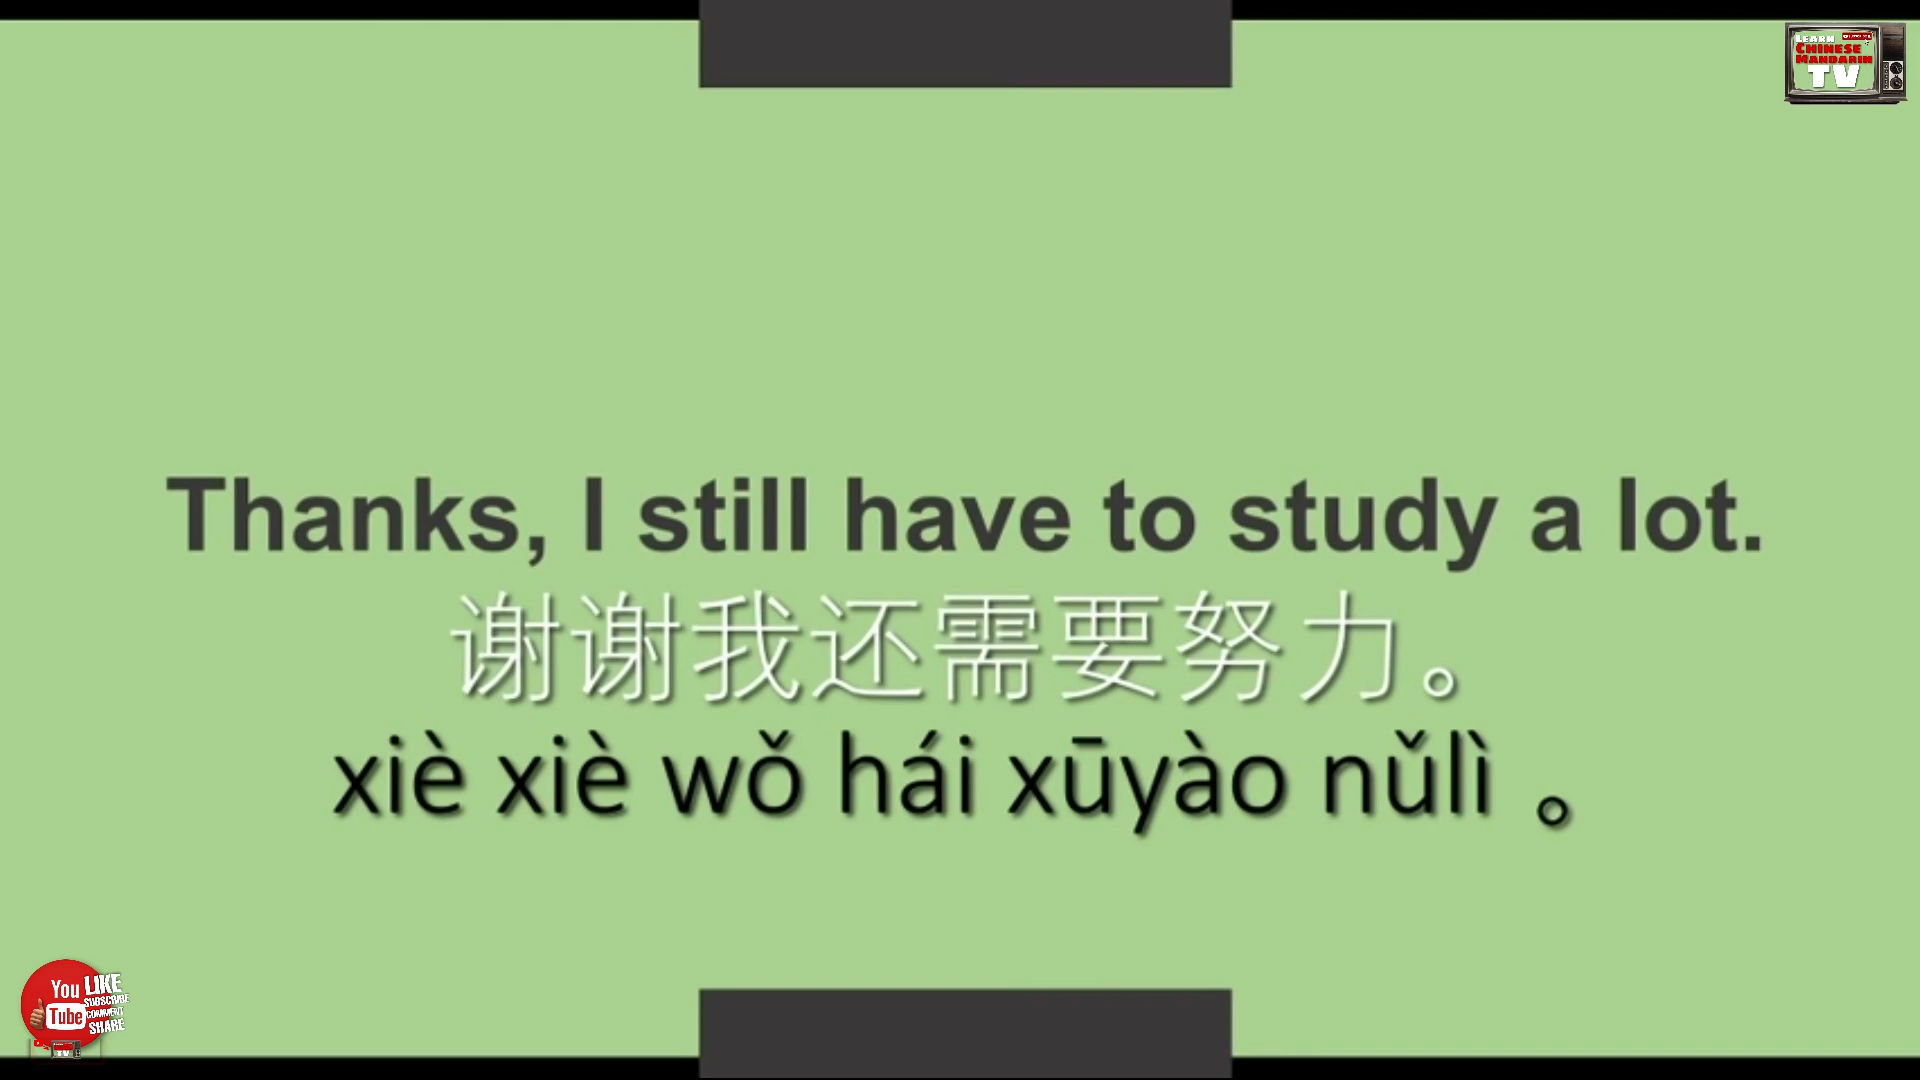 LEARN
CHINESE
MANDARIN
TV
Thanks, I still have to study a lot.
谢谢我还需要努力。
xiè xiè wǒ hái xūyào nǔlì 。
You LIKE
SUBSCRIBE
Tube COMMENT
SHARE
TV